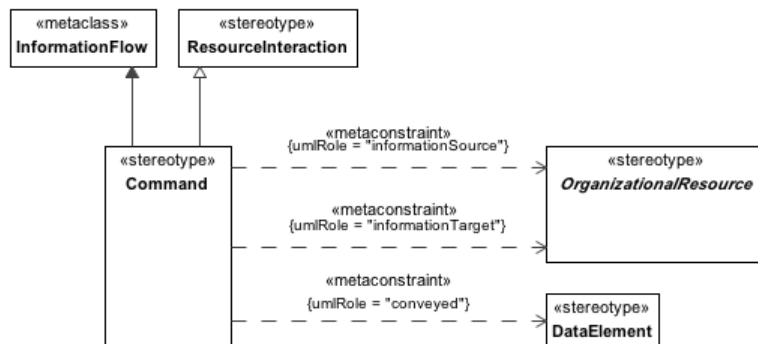 «metaclass»
InformationFlow
«stereotype»
ResourceInteraction
«stereotype»
Command
«metaconstraint»
{umlRole = "informationSource"}
«metaconstraint»
{umlRole = "informationTarget"}
«metaconstraint»
{umlRole = "conveyed"}
«stereotype»
OrganizationalResource
«stereotype»
DataElement